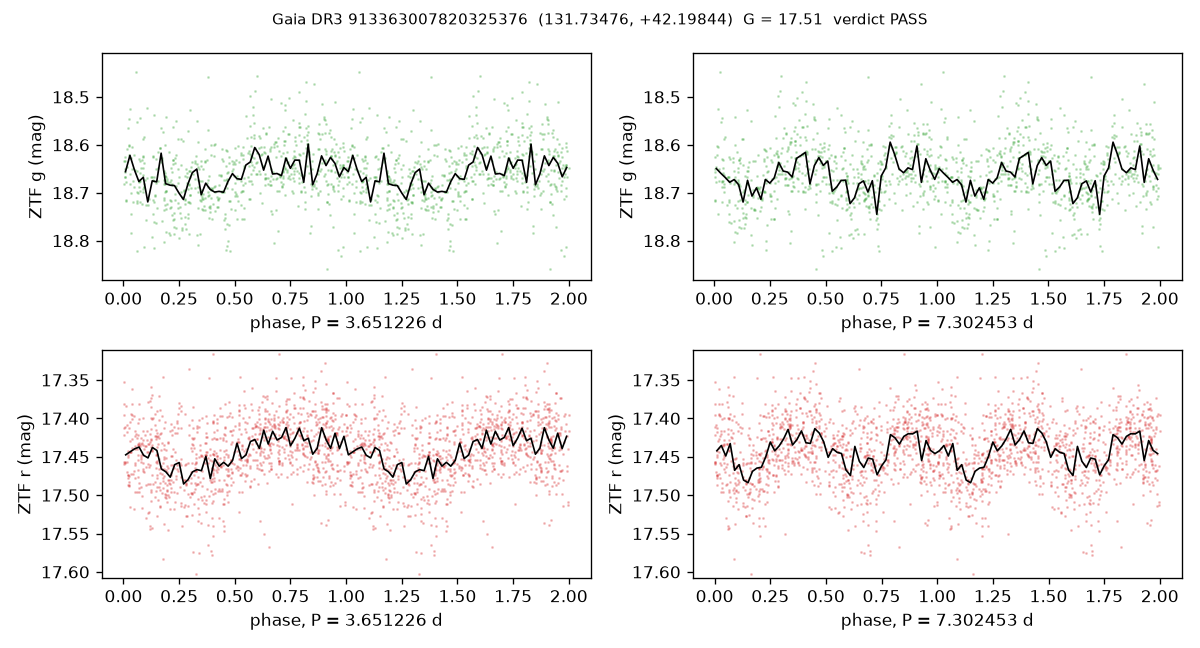 Gaia DR3 913363007820325376  (131.73476, +42.19844)  G = 17.51  verdict PASS
ZTF g (mag)
18.5
18.6
18.7
18.8
0.00 0.25 0.50 0.75 1.00 1.25 1.50 1.75 2.00
phase, P = 3.651226 d
ZTF g (mag)
18.5
18.6
18.7
18.8
0.00 0.25 0.50 0.75 1.00 1.25 1.50 1.75 2.00
phase, P = 7.302453 d
ZTF r (mag)
17.35
17.40
17.45
17.50
17.55
17.60
0.00 0.25 0.50 0.75 1.00 1.25 1.50 1.75 2.00
phase, P = 3.651226 d
ZTF r (mag)
17.35
17.40
17.45
17.50
17.55
17.60
0.00 0.25 0.50 0.75 1.00 1.25 1.50 1.75 2.00
phase, P = 7.302453 d